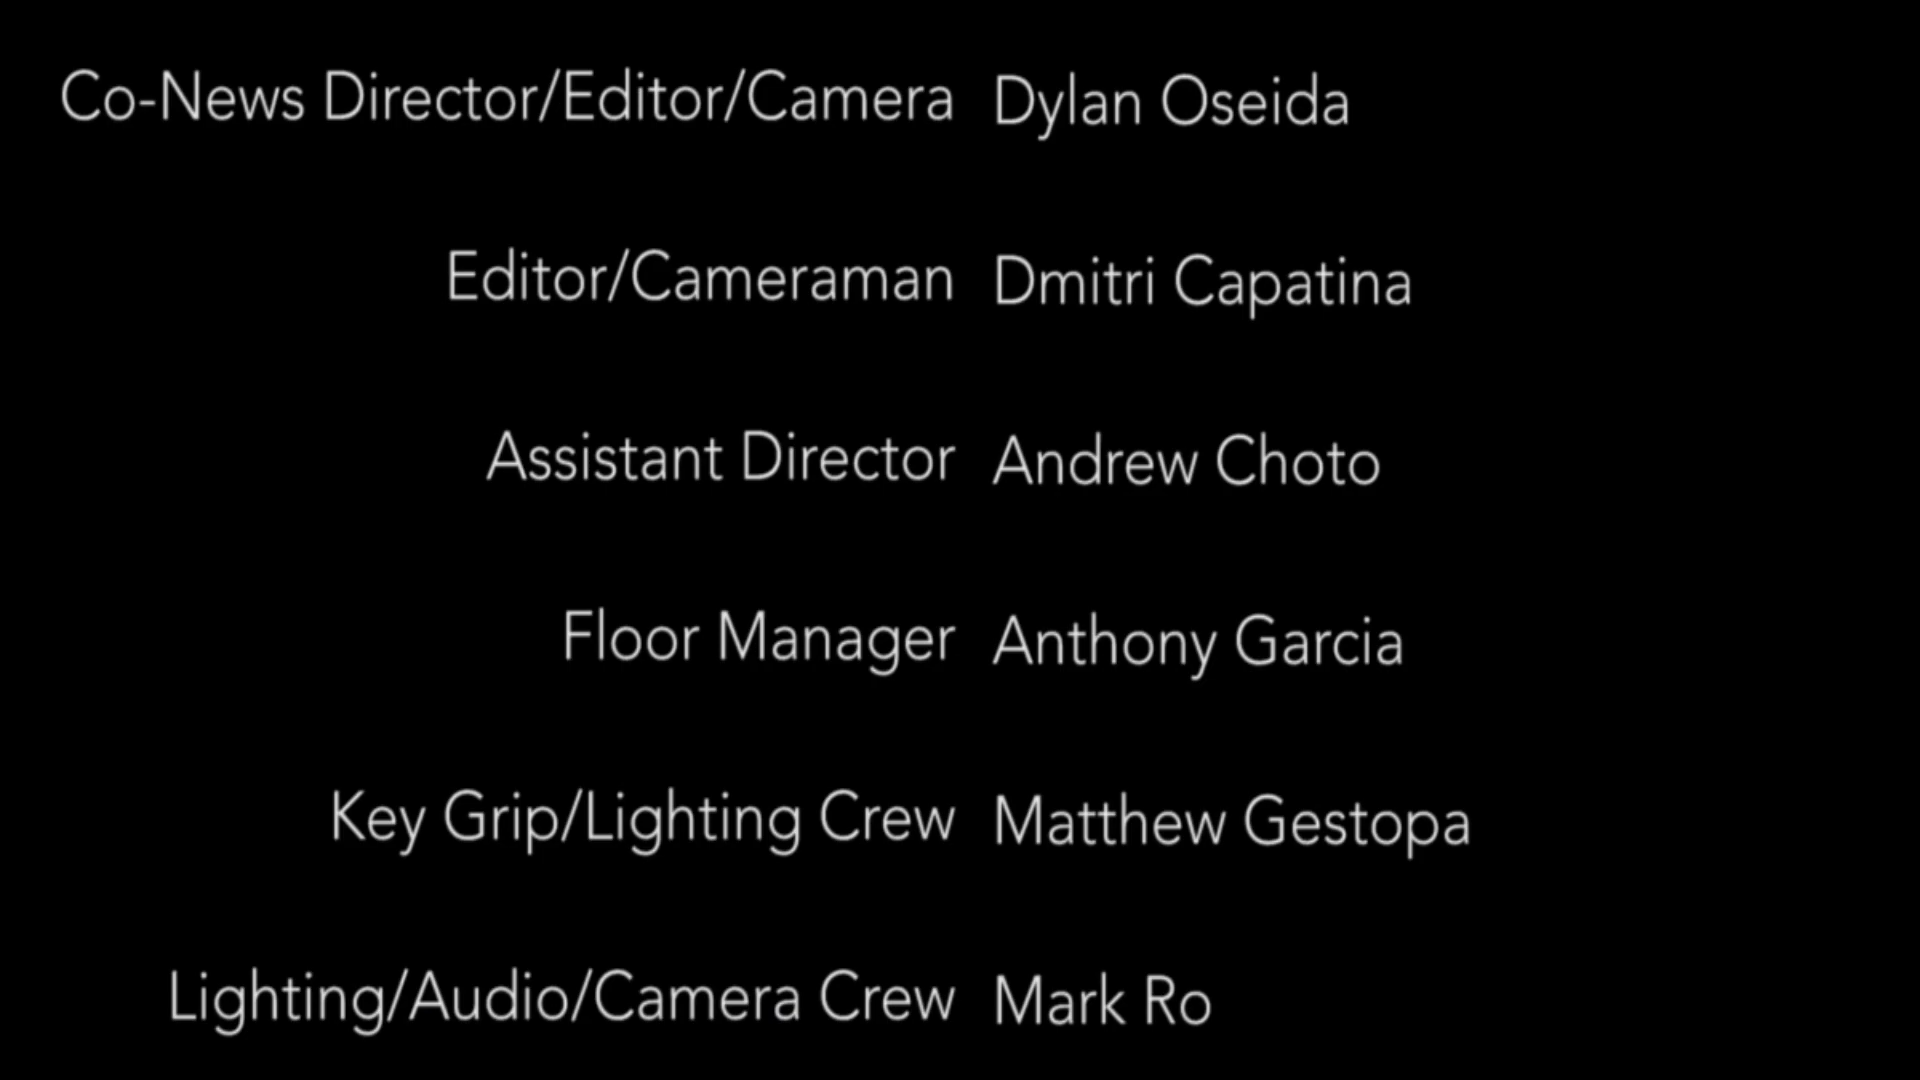 Co-News Director/Editor/Camera Dylan Oseida
Editor/Cameraman Dmitri Capatina
Assistant Director Andrew Choto
Floor Manager Anthony Garcia
Key Grip/Lighting Crew Matthew Gestopa
Lighting/Audio/Camera Crew Mark Ro